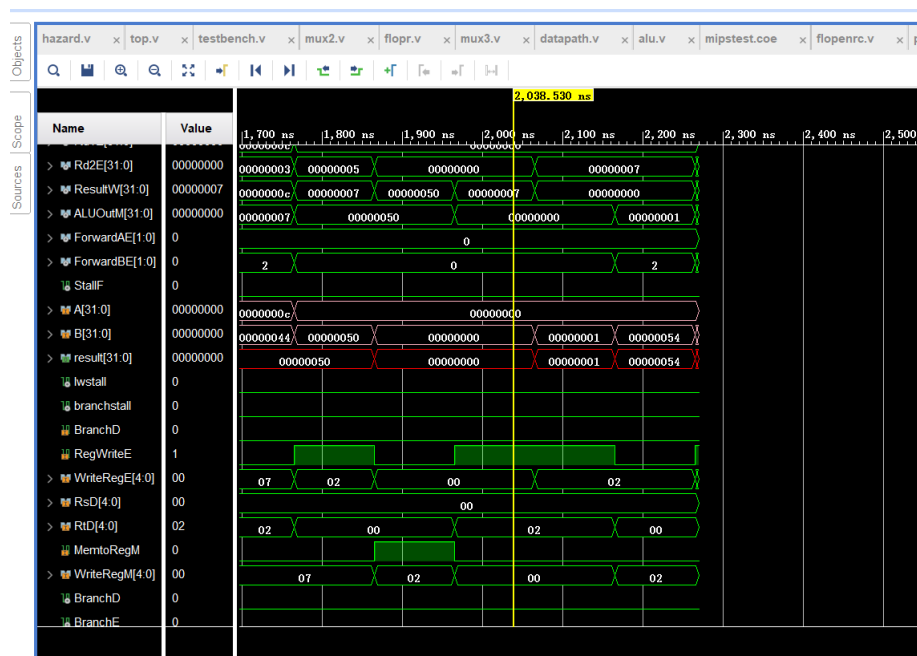 hazard.v × top.v × testbench.v × mux2.v × flopr.v × mux3.v × datapath.v × alu.v × mipstest.coe × flopenrc.v ×
Objects
Scope
Sources
2,038.530 ns
Name Value
1,700 ns 1,800 ns 1,900 ns 2,000 ns 2,100 ns 2,200 ns 2,300 ns 2,400 ns 2,500
0000000c 00000000
Rd2E[31:0] 00000000 00000003 00000005 00000000 00000007
ResultW[31:0] 00000007 0000000c 00000007 00000050 00000007 00000000
ALUOutM[31:0] 00000000 00000007 00000050 00000000 00000001
ForwardAE[1:0] 0 0
ForwardBE[1:0] 0 2 0 2
StallF 0
A[31:0] 00000000 0000000c 00000000
B[31:0] 00000000 00000044 00000050 00000000 00000001 00000054
result[31:0] 00000000 00000050 00000000 00000001 00000054
lwstall 0
branchstall 0
BranchD 0
RegWriteE 1
WriteRegE[4:0] 00 07 02 00 02
RsD[4:0] 00 00
RtD[4:0] 02 02 00 02 00
MemtoRegM 0
WriteRegM[4:0] 00 07 02 00 02
BranchD 0
BranchE 0